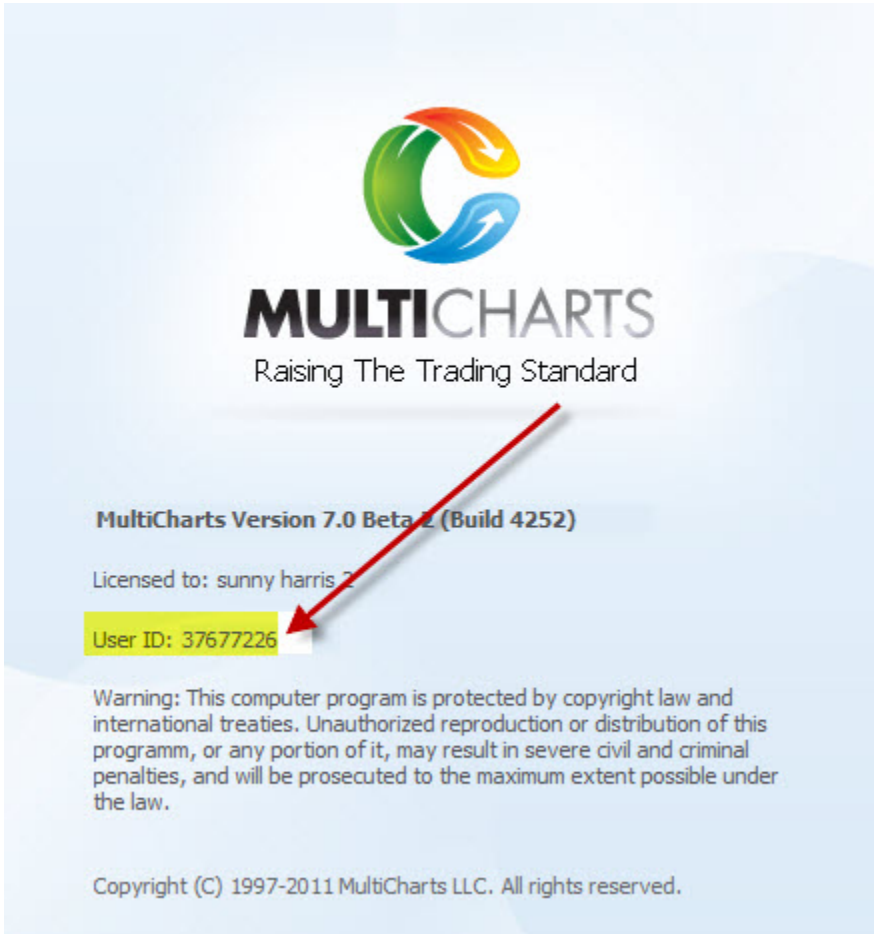 MULTICHARTS
Raising The Trading Standard
MultiCharts Version 7.0 Beta 2 (Build 4252)
Licensed to: sunny harris 2
User ID: 37677226
Warning: This computer program is protected by copyright law and
international treaties. Unauthorized reproduction or distribution of this
programm, or any portion of it, may result in severe civil and criminal
penalties, and will be prosecuted to the maximum extent possible under
the law.
Copyright (C) 1997-2011 MultiCharts LLC. All rights reserved.